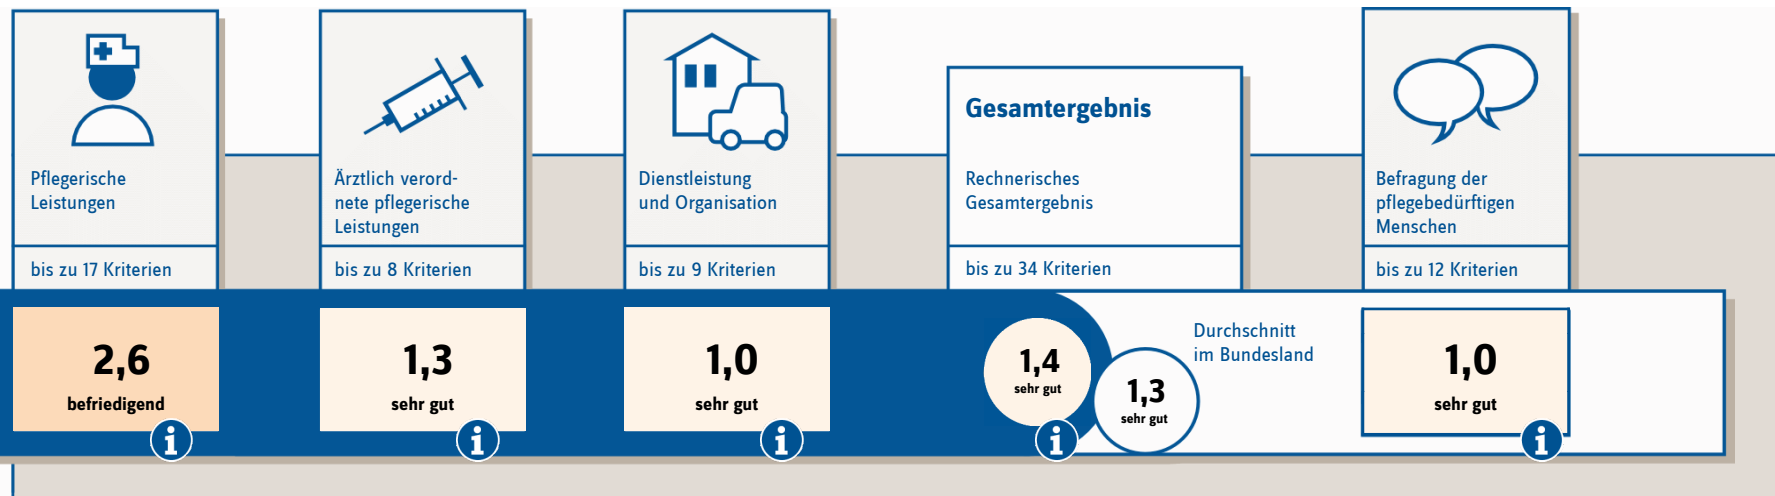 Pflegerische
Leistungen
bis zu 17 Kriterien
2,6
befriedigend
i
Ärztlich verord-
nete pflegerische
Leistungen
bis zu 8 Kriterien
1,3
sehr gut
i
Dienstleistung
und Organisation
bis zu 9 Kriterien
1,0
sehr gut
i
Gesamtergebnis
Rechnerisches
Gesamtergebnis
bis zu 34 Kriterien
1,4
sehr gut
i
1,3
sehr gut
Durchschnitt
im Bundesland
Befragung der
pflegebedürftigen
Menschen
bis zu 12 Kriterien
1,0
sehr gut
i